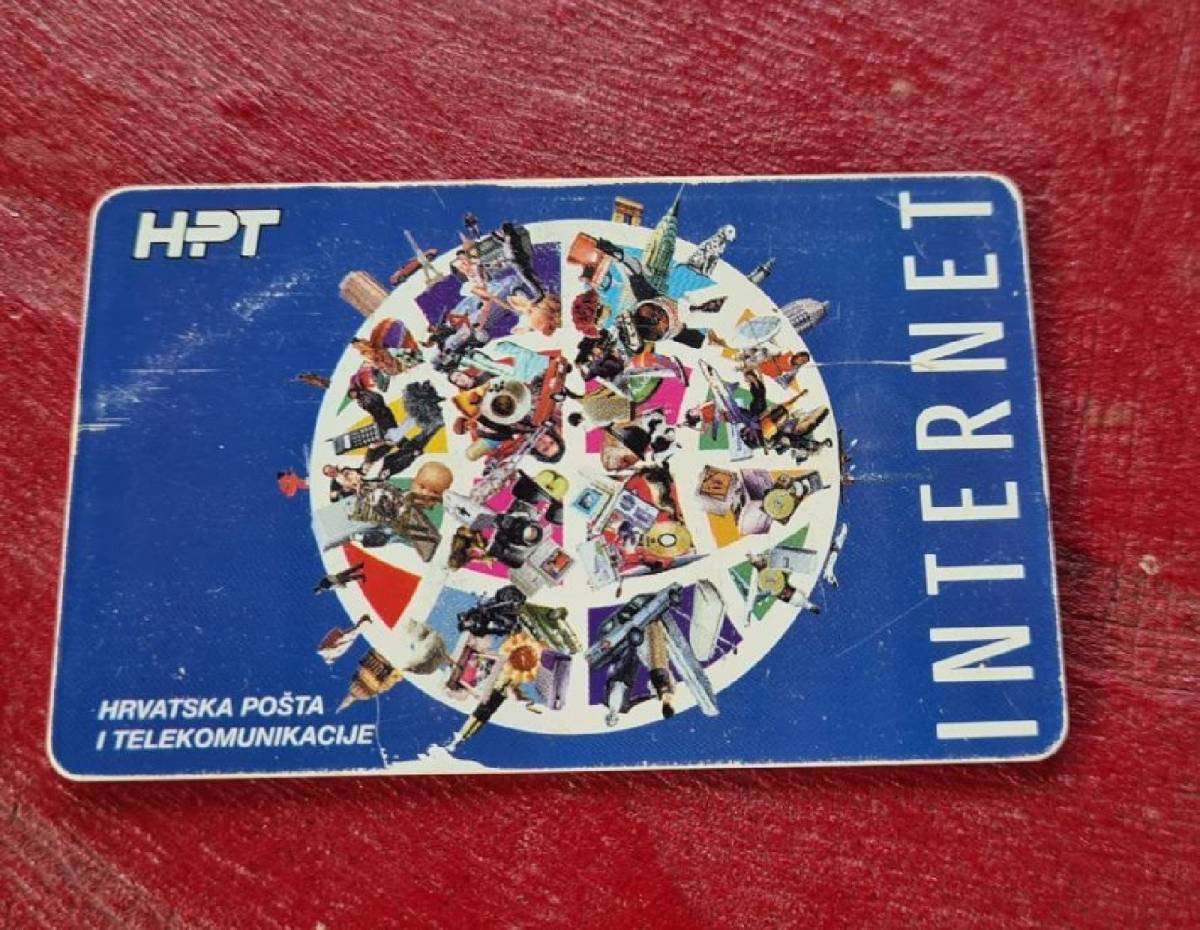 HPT
INTERNET
HRVATSKA POŠTA
I TELEKOMUNIKACIJE